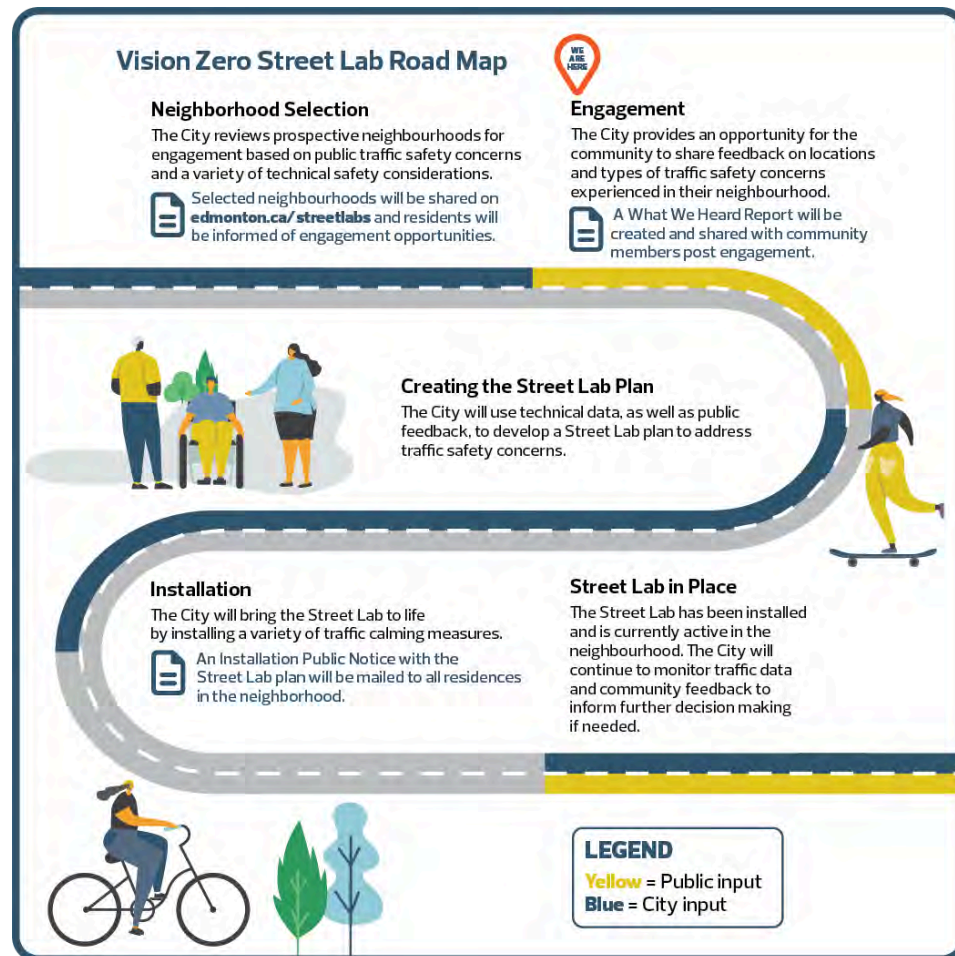 Vision Zero Street Lab Road Map
WE
ARE
HERE
Neighborhood Selection
The City reviews prospective neighbourhoods for
engagement based on public traffic safety concerns
and a variety of technical safety considerations.
Selected neighbourhoods will be shared on
edmonton.ca/streetlabs and residents will
be informed of engagement opportunities.
Engagement
The City provides an opportunity for the
community to share feedback on locations
and types of traffic safety concerns
experienced in their neighbourhood.
A What We Heard Report will be
created and shared with community
members post engagement.
Creating the Street Lab Plan
The City will use technical data, as well as public
feedback, to develop a Street Lab plan to address
traffic safety concerns.
Installation
The City will bring the Street Lab to life
by installing a variety of traffic calming measures.
An Installation Public Notice with the
Street Lab plan will be mailed to all residences
in the neighborhood.
Street Lab in Place
The Street Lab has been installed
and is currently active in the
neighbourhood. The City will
continue to monitor traffic data
and community feedback to
inform further decision making
if needed.
LEGEND
Yellow = Public input
Blue = City input